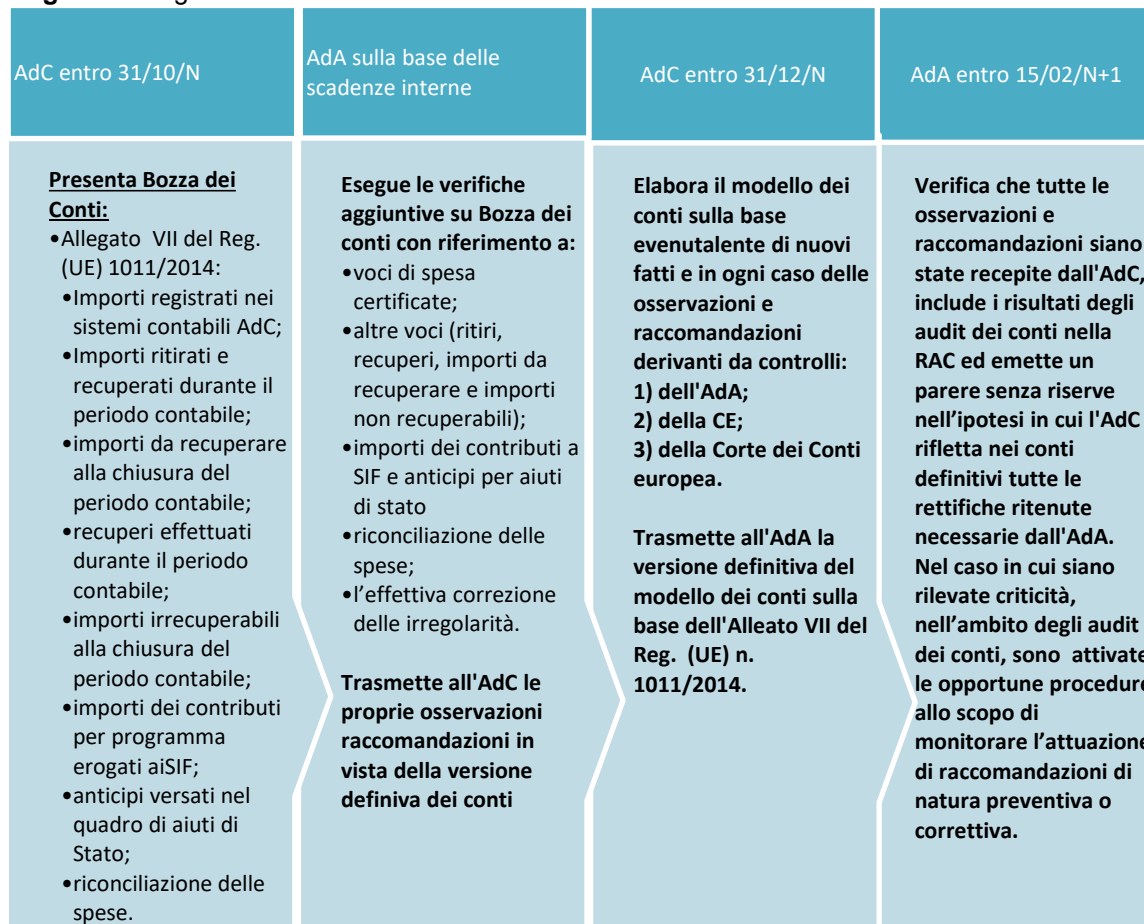 AdC entro 31/10/N
Presenta Bozza dei
Conti:
•Allegato VII del Reg.
(UE) 1011/2014:
•Importi registrati nei
sistemi contabili AdC;
•Importi ritirati e
recuperati durante il
periodo contabile;
•importi da recuperare
alla chiusura del
periodo contabile;
•recuperi effettuati
durante il periodo
contabile;
•importi irrecuperabili
alla chiusura del
periodo contabile;
•importi dei contributi
per programma
erogati aiSIF;
•anticipi versati nel
quadro di aiuti di
Stato;
•riconciliazione delle
spese.
AdA sulla base delle
scadenze interne
Esegue le verifiche
aggiuntive su Bozza dei
conti con riferimento a:
•voci di spesa
certificate;
•altre voci (ritiri,
recuperi, importi da
recuperare e importi
non recuperabili);
•importi dei contributi a
SIF e anticipi per aiuti
di stato
•riconciliazione delle
spese;
•l'effettiva correzione
delle irregolarità.
Trasmette all'AdC le
proprie osservazioni
raccomandazioni in
vista della versione
definiva dei conti
AdC entro 31/12/N
Elabora il modello dei
conti sulla base
evenutalente di nuovi
fatti e in ogni caso delle
osservazioni e
raccomandazioni
derivanti da controlli:
1) dell'AdA;
2) della CE;
3) della Corte dei Conti
europea.
Trasmette all'AdA la
versione definitiva del
modello dei conti sulla
base dell'Alleato VII del
Reg. (UE) n.
1011/2014.
AdA entro 15/02/N+1
Verifica che tutte le
osservazioni e
raccomandazioni siano
state recepite dall'AdC,
include i risultati degli
audit dei conti nella
RAC ed emette un
parere senza riserve
nell'ipotesi in cui l'AdC
rifletta nei conti
definitivi tutte le
rettifiche ritenute
necessarie dall'AdA.
Nel caso in cui siano
rilevate criticità,
nell'ambito degli audit
dei conti, sono attivate
le opportune procedure
allo scopo di
monitorare l'attuazione
di raccomandazioni di
natura preventiva o
correttiva.